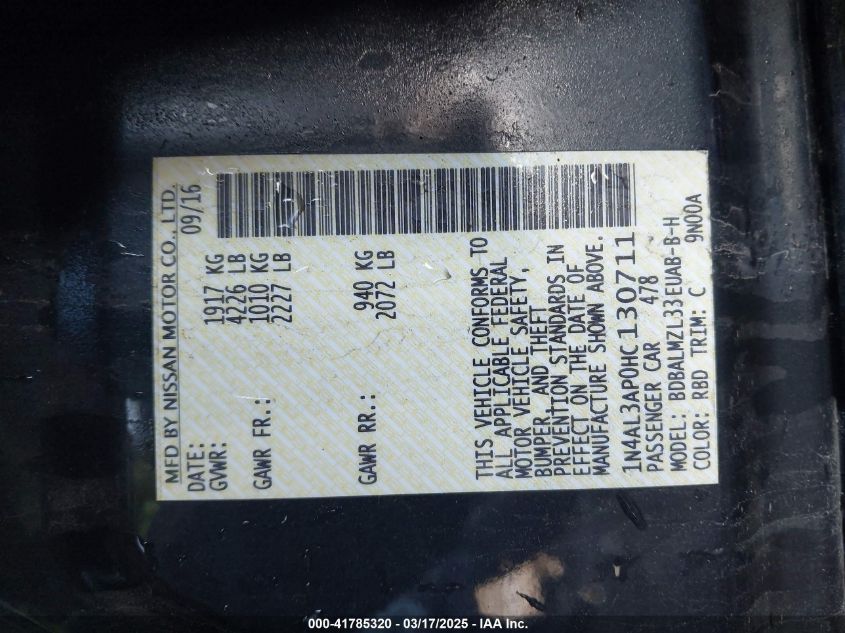 MFD BY NISSAN MOTOR CO., LTD.
DATE: 09/16
GVWR: 1917 KG
4226 LB
GAWR FR.: 1010 KG
2227 LB
GAWR RR.: 940 KG
2072 LB
THIS VEHICLE CONFORMS TO
ALL APPLICABLE FEDERAL
MOTOR VEHICLE SAFETY,
BUMPER, AND THEFT
PREVENTION STANDARDS IN
EFFECT ON THE DATE OF
MANUFACTURE SHOWN ABOVE.
1N4AL3AP0HC130711
PASSENGER CAR 478
MODEL: BDBALMZL33EUAB-B-H
COLOR: RBD TRIM: C 9N00A
000-41785320 - 03/17/2025 - IAA Inc.